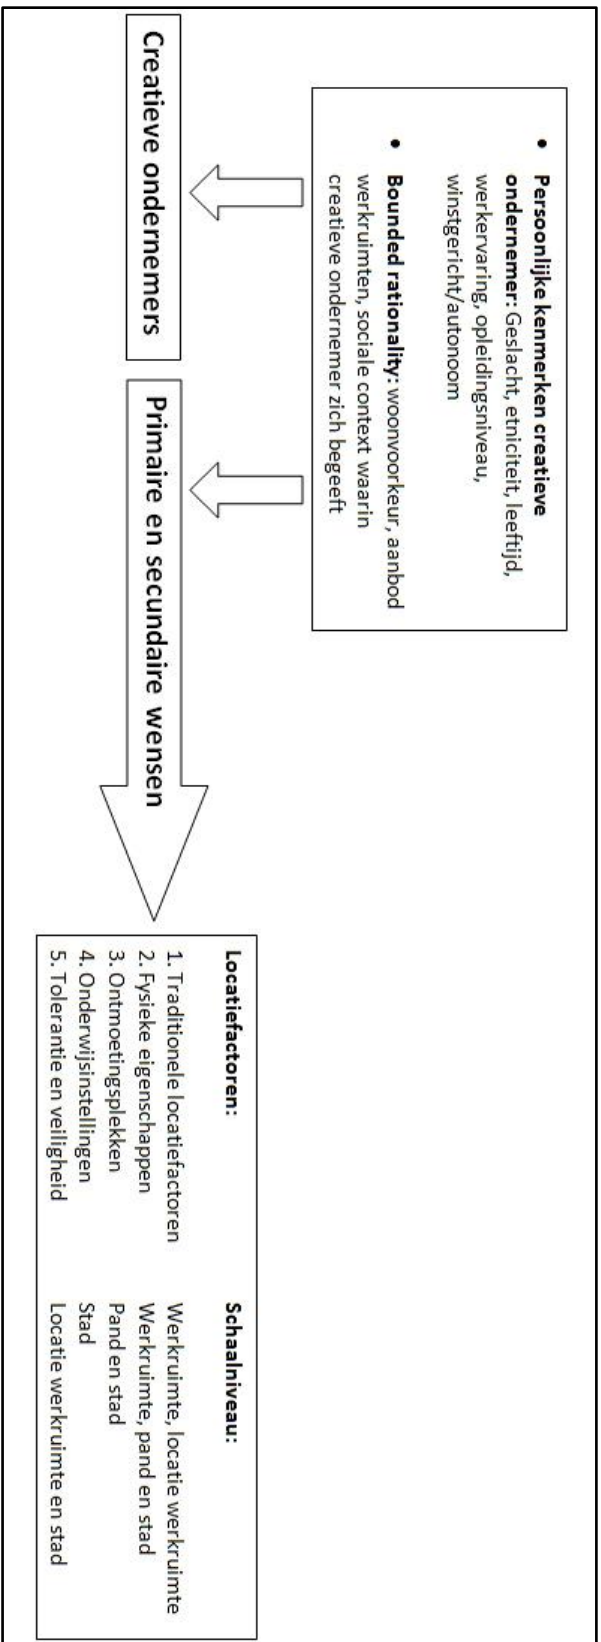 Persoonlijke kenmerken creatieve
ondernemer: Geslacht, etniciteit, leeftijd,
werkervaring, opleidingsniveau,
winstgericht/autonoom
Bounded rationality: woonvoorkeur, aanbod
werkruimten, sociale context waarin
creatieve ondernemer zich begeeft
Creatieve ondernemers
Primaire en secundaire wensen
Locatiefactoren: Schaalniveau:
1. Traditionele locatiefactoren Werkruimte, locatie werkruimte
2. Fysieke eigenschappen Werkruimte, pand en stad
3. Ontmoetingsplekken Pand en stad
4. Onderwijsinstellingen Stad
5. Tolerantie en veiligheid Locatie werkruimte en stad